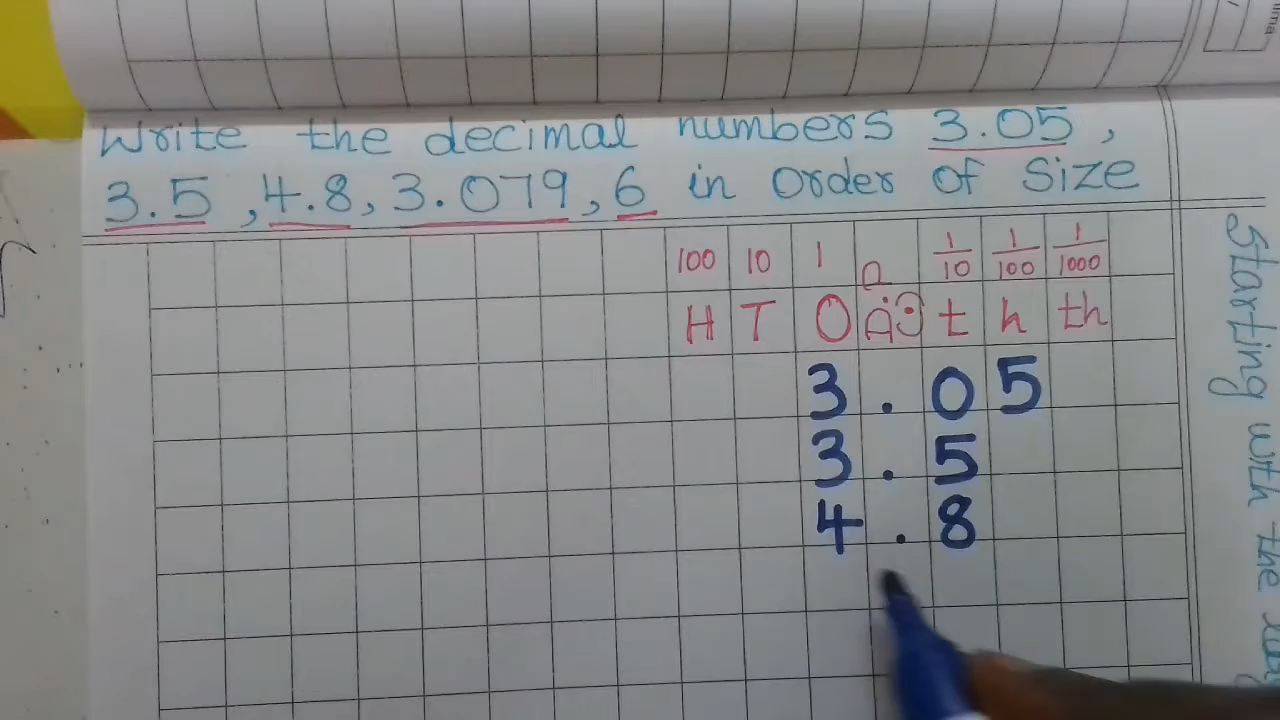 Write the decimal numbers 3.05,
3.5, 4.8, 3.079, 6 in order of size
100 10 1 1/10 1/100 1/1000
H T O t h th
3 . 0 5
3 . 5
4 . 8
Starting with the